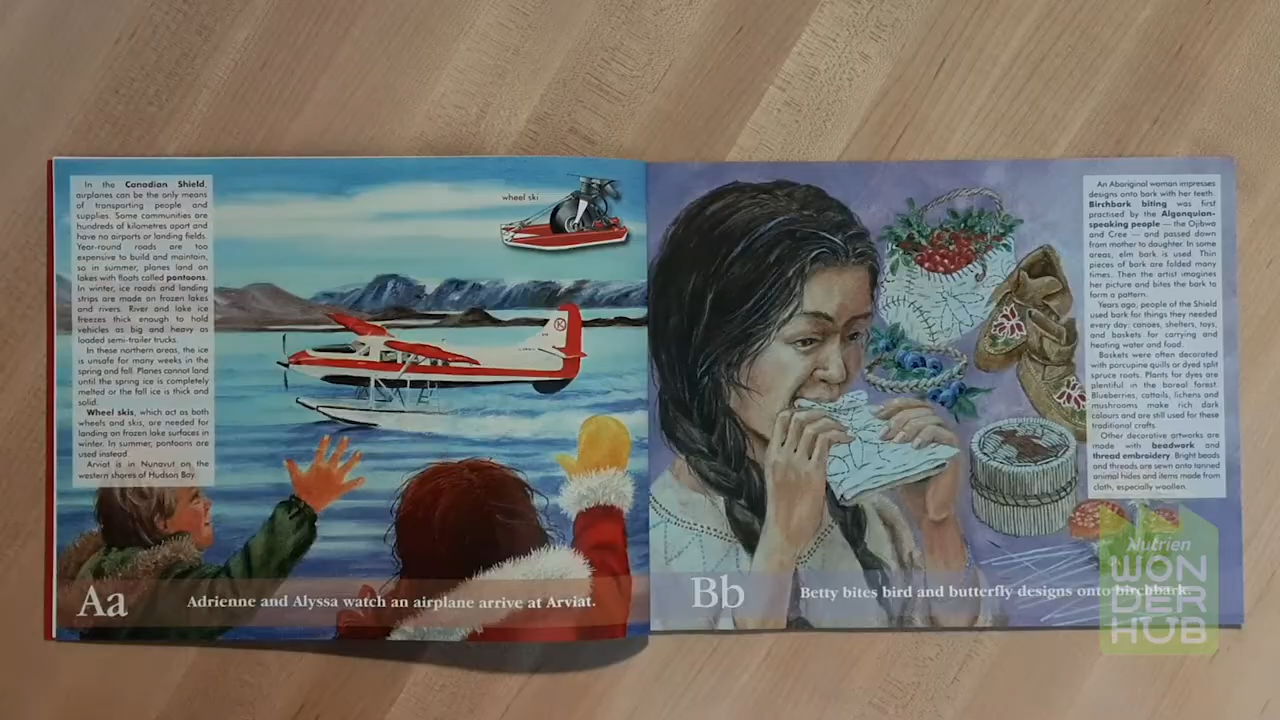 In the Canadian Shield,
airplanes can be the only means
of transporting people and
supplies. Some communities are
hundreds of kilometres apart and
have no airports or landing fields.
Year-round roads are too
expensive to build and maintain,
so in summer, planes land on
lakes with floats called pontoons.
In winter, ice roads and landing
strips are made on frozen lakes
and rivers. River and lake ice
freezes thick enough to hold
vehicles as big and heavy as
loaded semi-trailer trucks.
In these northern areas, the ice
is unsafe for many weeks in the
spring and fall. Planes cannot land
until the spring ice is completely
melted or the fall ice is thick and
solid.
Wheel skis, which act as both
wheels and skis, are needed for
landing on frozen lake surfaces in
winter. In summer, pontoons are
used instead.
Arviat is in Nunavut on the
western shores of Hudson Bay.
wheel ski
K
Aa
Adrienne and Alyssa watch an airplane arrive at Arviat.
An Aboriginal woman impresses
designs onto bark with her teeth.
Birchbark biting was first
practised by the Algonquian-
speaking people — the Ojibwa
and Cree — and passed down
from mother to daughter. In some
areas, elm bark is used. Thin
pieces of bark are folded many
times. Then the artist imagines
her picture and bites the bark to
form a pattern.
Years ago, people of the Shield
used bark for things they needed
every day: canoes, shelters, toys,
and baskets for carrying and
heating water and food.
Baskets were often decorated
with porcupine quills or dyed split
spruce roots. Plants for dyes are
plentiful in the boreal forest.
Blueberries, cattails, lichens and
mushrooms make rich dark
colours and are still used for these
traditional crafts.
Other decorative artworks are
made with beadwork and
thread embroidery. Bright beads
and threads are sewn onto tanned
animal hides and items made from
cloth, especially woollen.
Bb
Betty bites bird and butterfly designs onto birchbark.
Nutrien
WON
DER
HUB